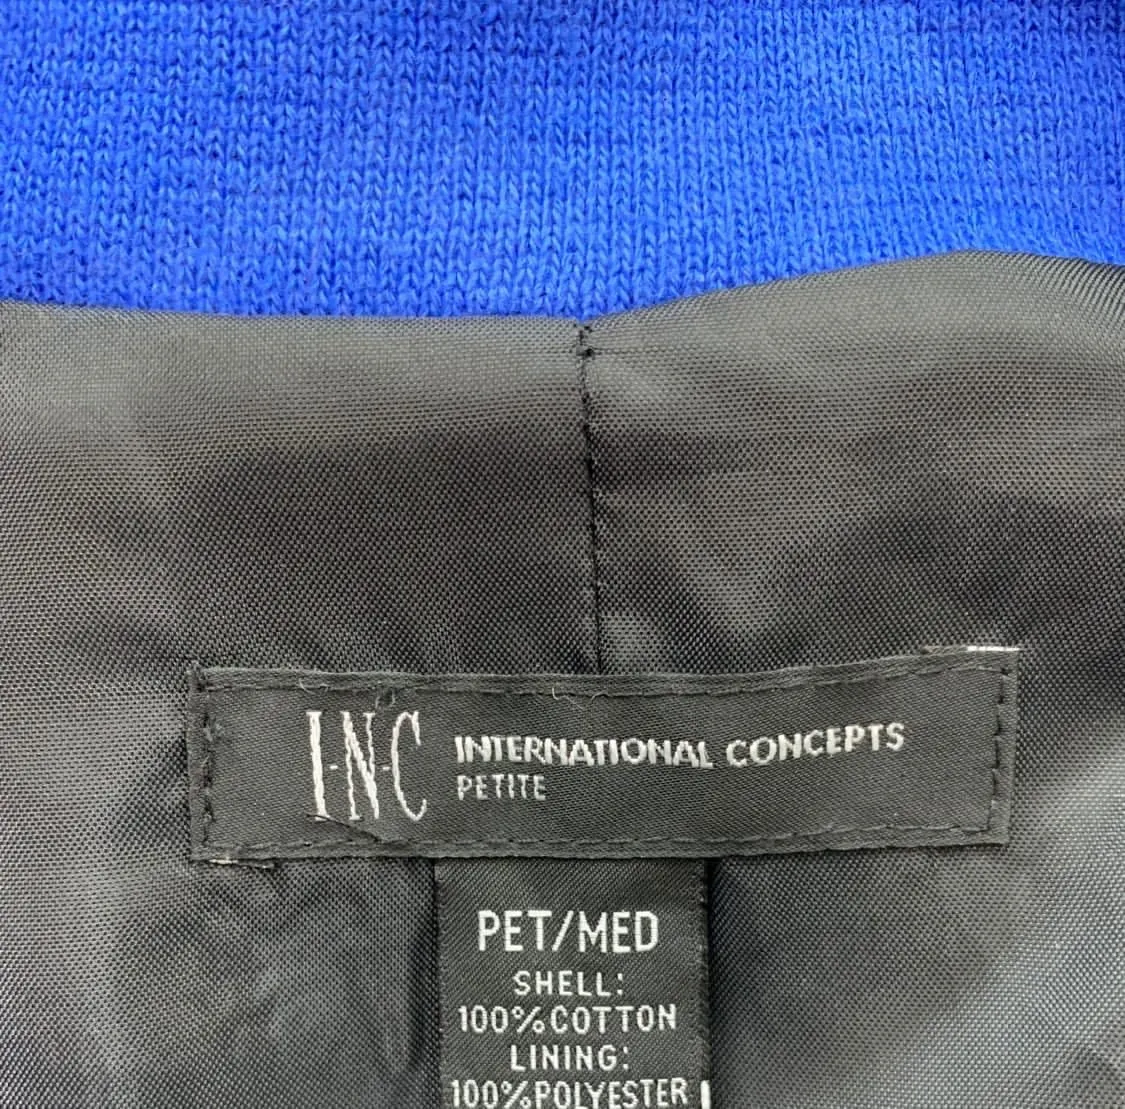 I-N-C INTERNATIONAL CONCEPTS
PETITE
PET/MED
SHELL:
100%COTTON
LINING:
100%POLYESTER